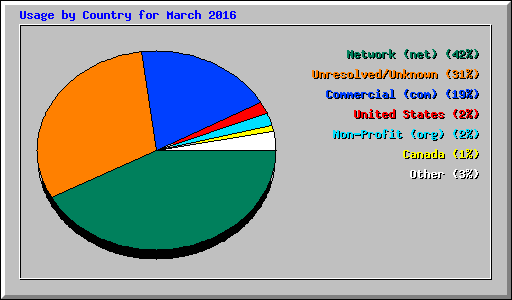 Usage by Country for March 2016
Network (net) (42%)
Unresolved/Unknown (31%)
Commercial (com) (19%)
United States (2%)
Non-Profit (org) (2%)
Canada (1%)
Other (3%)